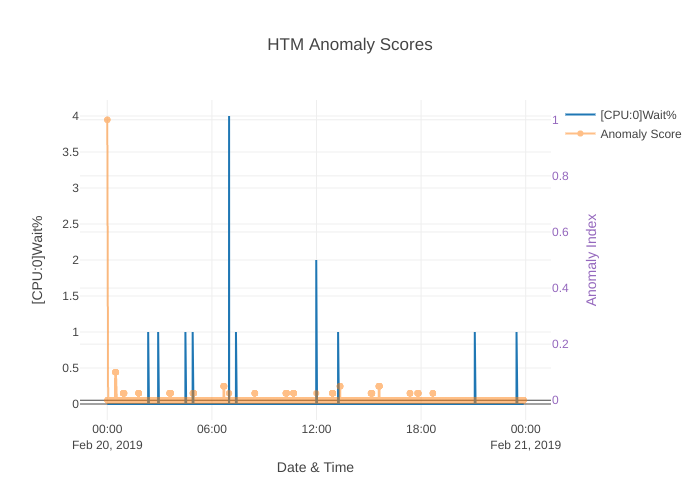 HTM Anomaly Scores
4
3.5
3
2.5
2
1.5
1
0.5
0
[CPU:0]Wait%
1
0.8
0.6
0.4
0.2
0
Anomaly Index
[CPU:0]Wait%
Anomaly Score
00:00
Feb 20, 2019
06:00
12:00
18:00
00:00
Feb 21, 2019
Date & Time